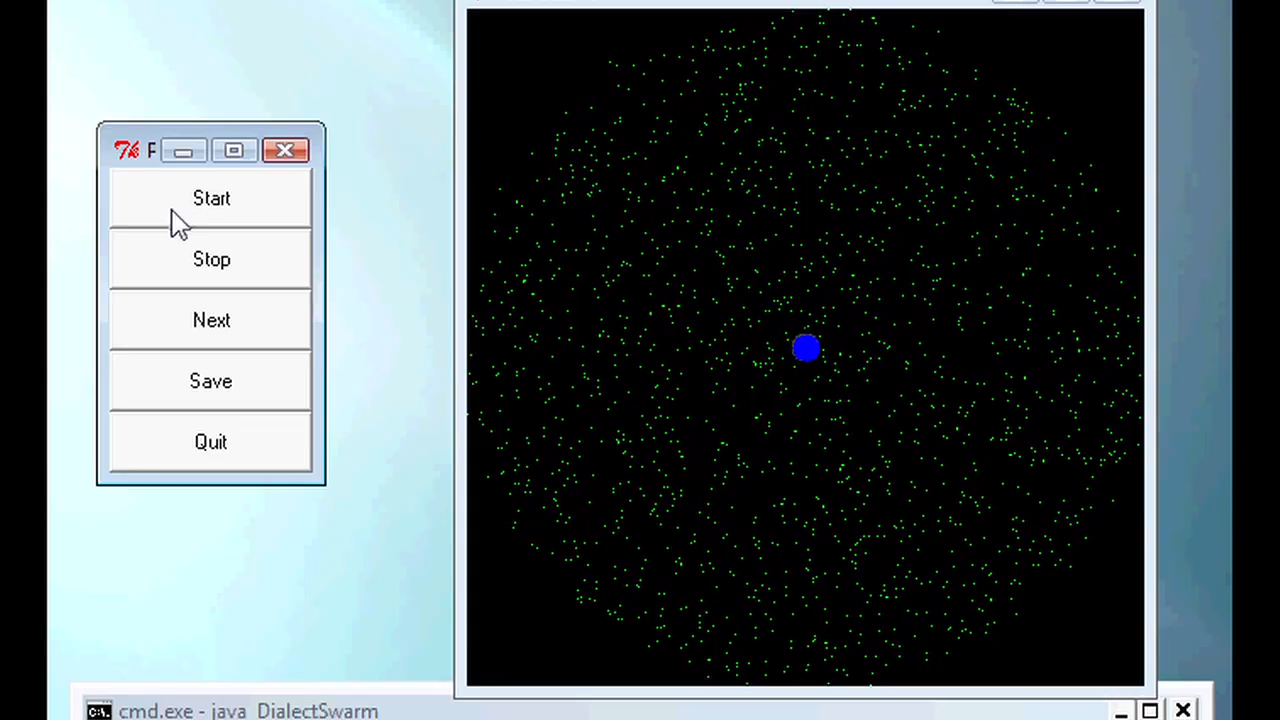 F
Start
Stop
Next
Save
Quit
cmd.exe - java DialectSwarm